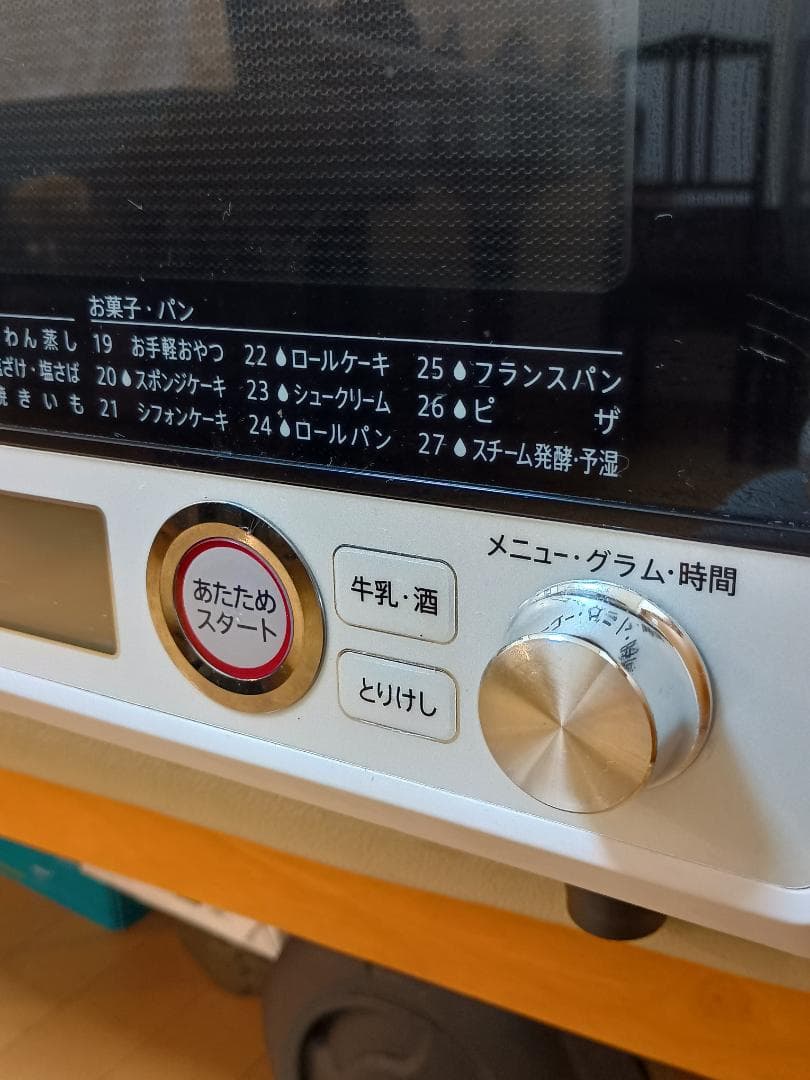 お菓子・パン
わん蒸し
ざけ・塩さば
焼きいも
19 お手軽おやつ
20 スポンジケーキ
21 シフォンケーキ
22 ロールケーキ
23 シュークリーム
24 ロールパン
25 フランスパン
26 ピザ
27 スチーム発酵・予湿
あたため
スタート
牛乳・酒
とりけし
メニュー・グラム・時間